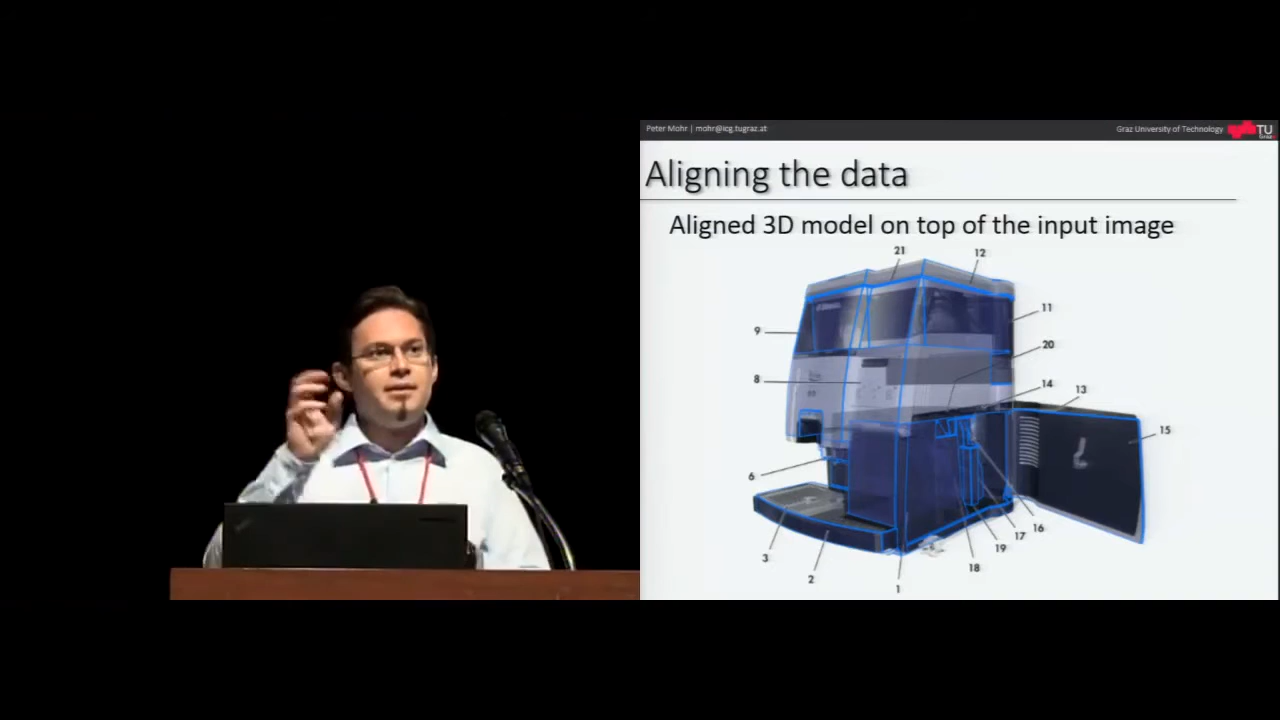 Peter Mohr | mohr@icg.tugraz.at
Graz University of Technology
TU
Graz
Aligning the data
Aligned 3D model on top of the input image
21
12
9
11
20
8
14
13
15
6
16
17
19
3
18
2
1